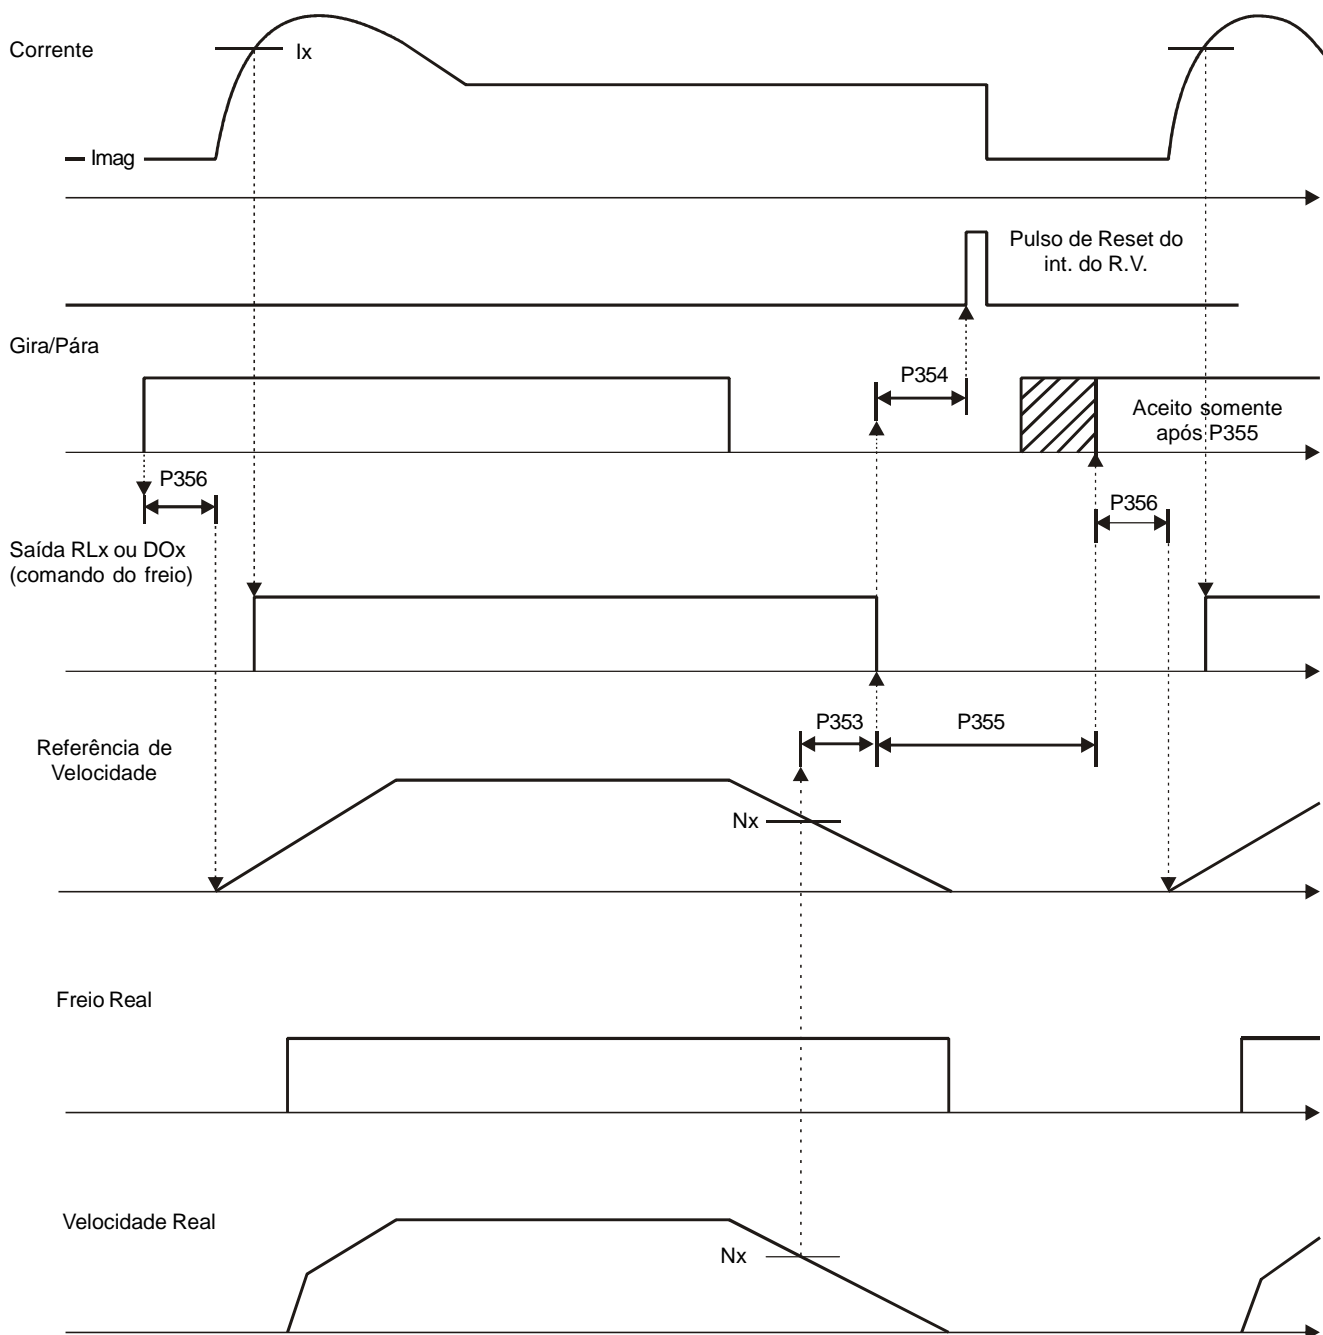 Corrente
Ix
Imag
Pulso de Reset do
int. do R.V.
Gira/Pára
P354
Aceito somente
após P355
P356
P356
Saída RLx ou DOx
(comando do freio)
P353
P355
Referência de
Velocidade
Nx
Freio Real
Velocidade Real
Nx